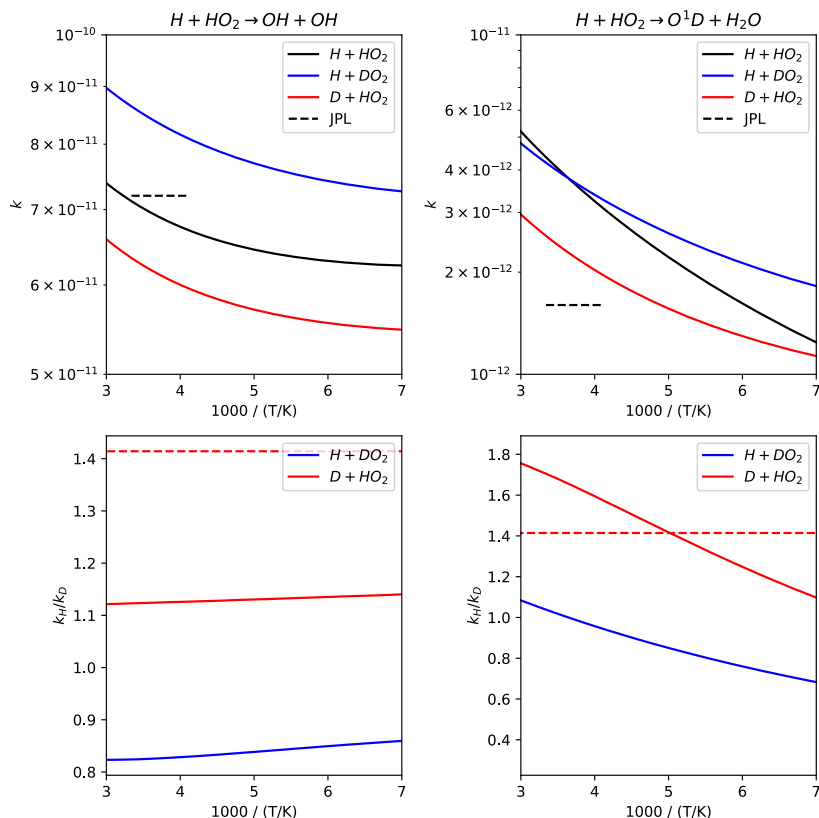 H + HO₂ → OH + OH
10⁻¹⁰
9 × 10⁻¹¹
8 × 10⁻¹¹
7 × 10⁻¹¹
6 × 10⁻¹¹
5 × 10⁻¹¹
k
H + HO₂
H + DO₂
D + HO₂
JPL
3 4 5 6 7
1000 / (T/K)
H + HO₂ → O¹D + H₂O
10⁻¹¹
6 × 10⁻¹²
4 × 10⁻¹²
3 × 10⁻¹²
2 × 10⁻¹²
10⁻¹²
k
H + HO₂
H + DO₂
D + HO₂
JPL
3 4 5 6 7
1000 / (T/K)
1.4
1.3
1.2
1.1
1.0
0.9
0.8
k_H/k_D
H + DO₂
D + HO₂
3 4 5 6 7
1000 / (T/K)
1.8
1.6
1.4
1.2
1.0
0.8
0.6
0.4
k_H/k_D
H + DO₂
D + HO₂
3 4 5 6 7
1000 / (T/K)